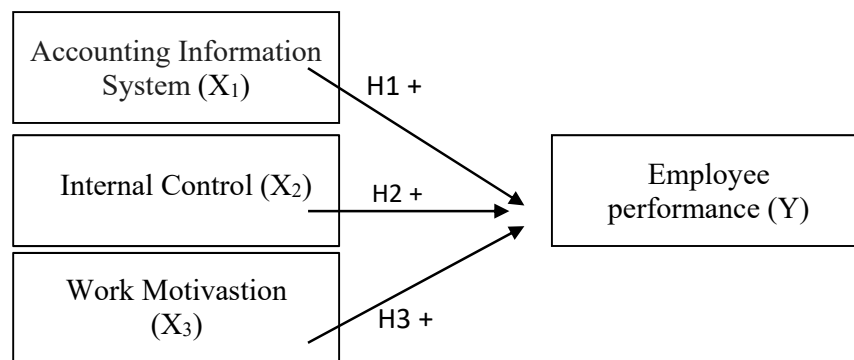 Accounting Information
System (X₁)
H1 +
Internal Control (X₂)
H2 +
Employee
performance (Y)
Work Motivastion
(X₃)
H3 +